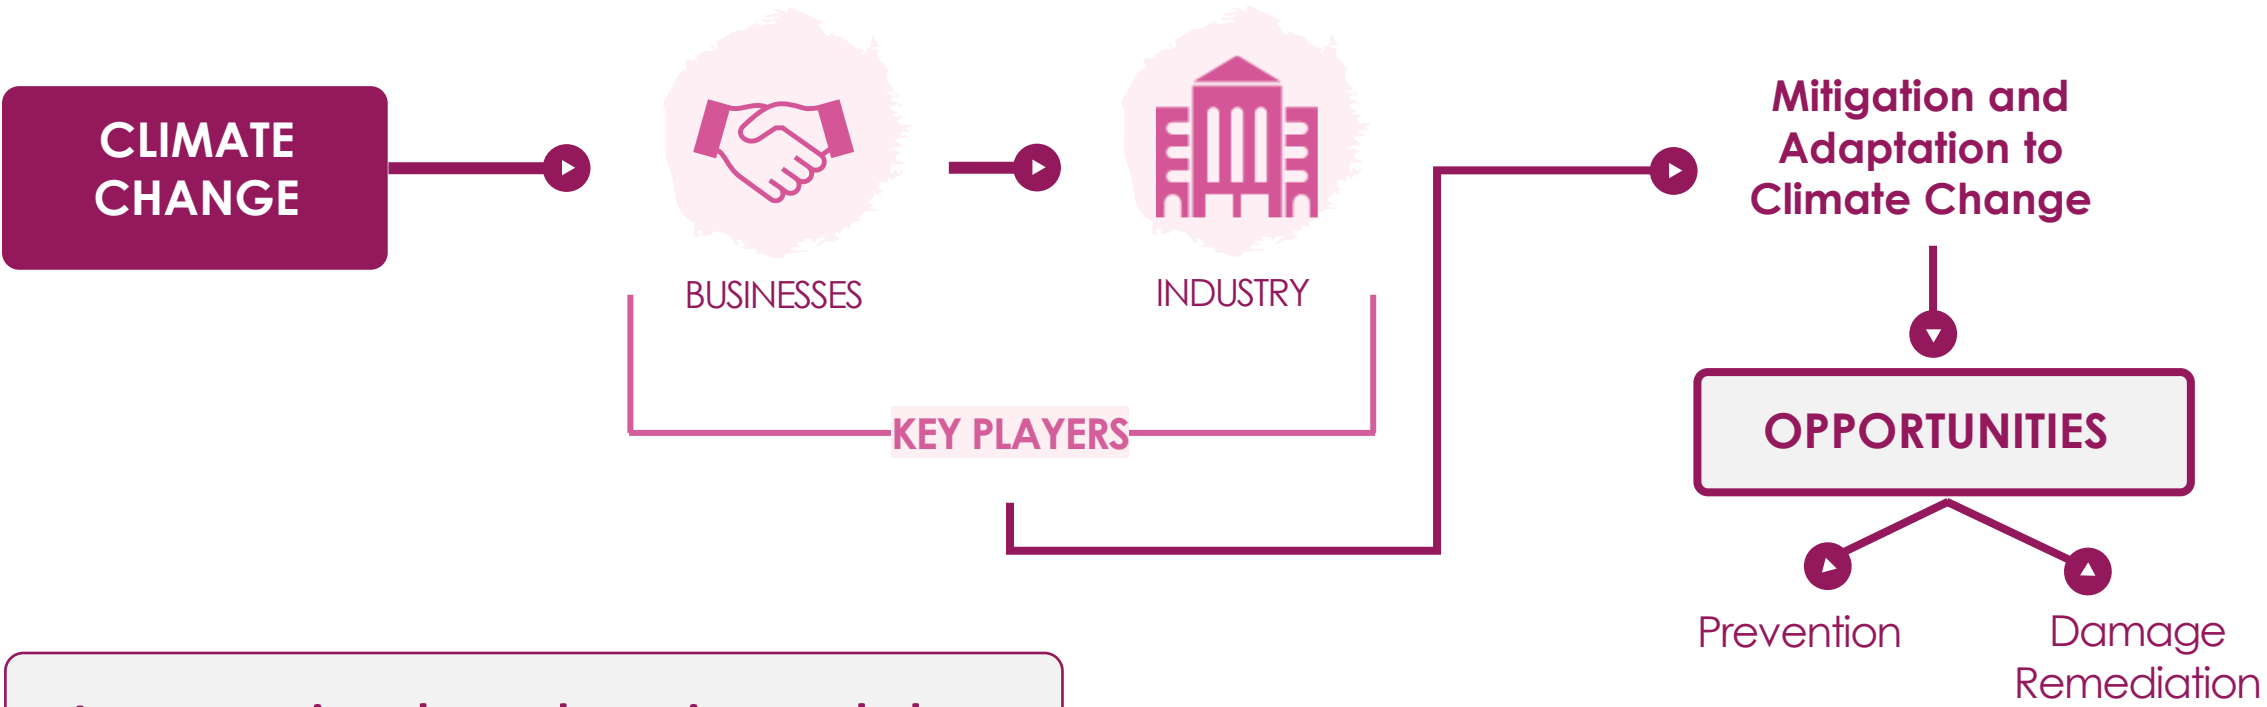 CLIMATE
CHANGE
BUSINESSES
INDUSTRY
KEY PLAYERS
Mitigation and
Adaptation to
Climate Change
OPPORTUNITIES
Prevention
Damage
Remediation